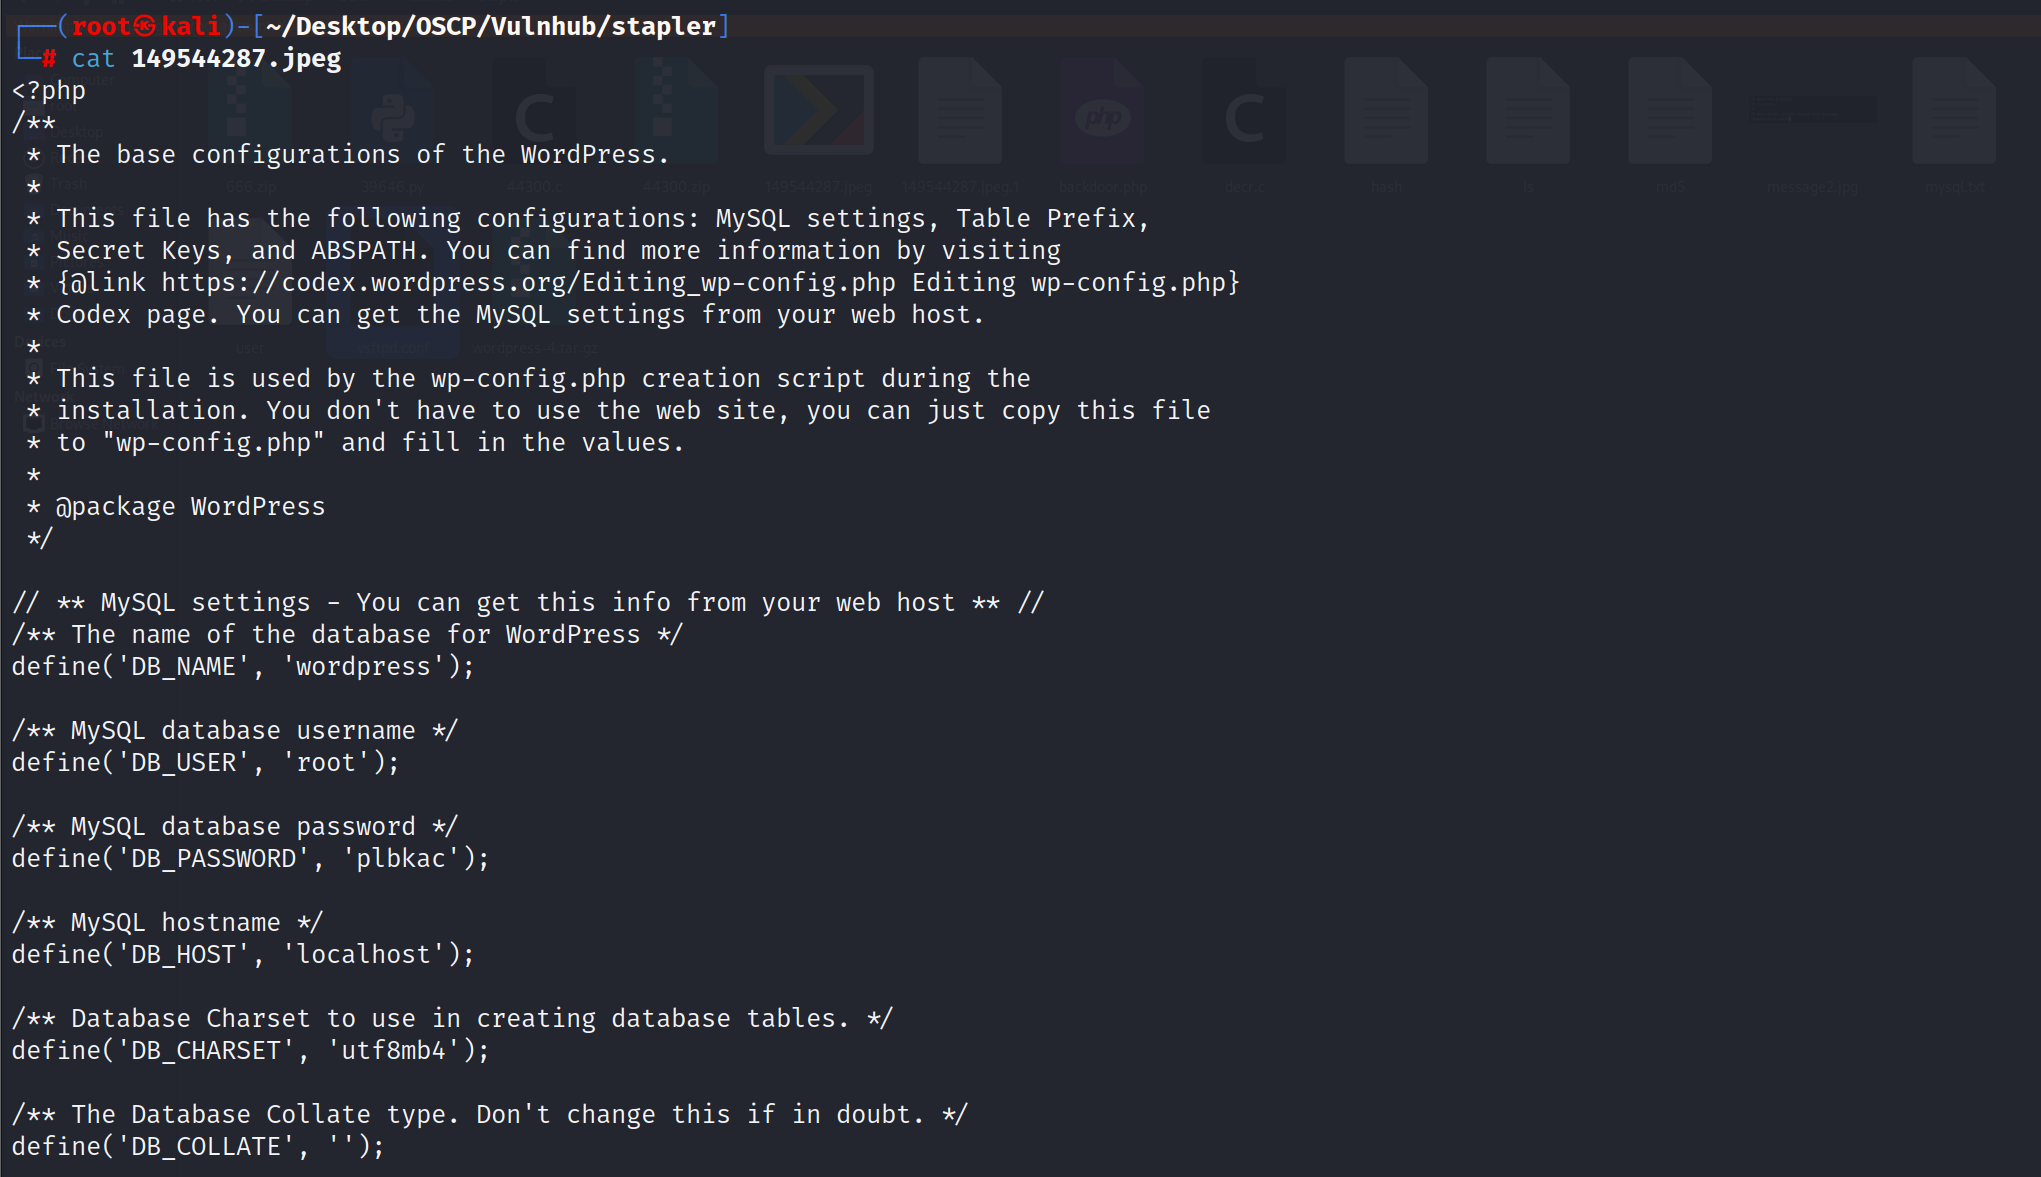 ┌──(root㉿kali)-[~/Desktop/OSCP/Vulnhub/stapler]
└─# cat 149544287.jpeg
<?php
/**
 * The base configurations of the WordPress.
 *
 * This file has the following configurations: MySQL settings, Table Prefix,
 * Secret Keys, and ABSPATH. You can find more information by visiting
 * {@link https://codex.wordpress.org/Editing_wp-config.php Editing wp-config.php}
 * Codex page. You can get the MySQL settings from your web host.
 *
 * This file is used by the wp-config.php creation script during the
 * installation. You don't have to use the web site, you can just copy this file
 * to "wp-config.php" and fill in the values.
 *
 * @package WordPress
 */

// ** MySQL settings - You can get this info from your web host ** //
/** The name of the database for WordPress */
define('DB_NAME', 'wordpress');

/** MySQL database username */
define('DB_USER', 'root');

/** MySQL database password */
define('DB_PASSWORD', 'plbkac');

/** MySQL hostname */
define('DB_HOST', 'localhost');

/** Database Charset to use in creating database tables. */
define('DB_CHARSET', 'utf8mb4');

/** The Database Collate type. Don't change this if in doubt. */
define('DB_COLLATE', '');